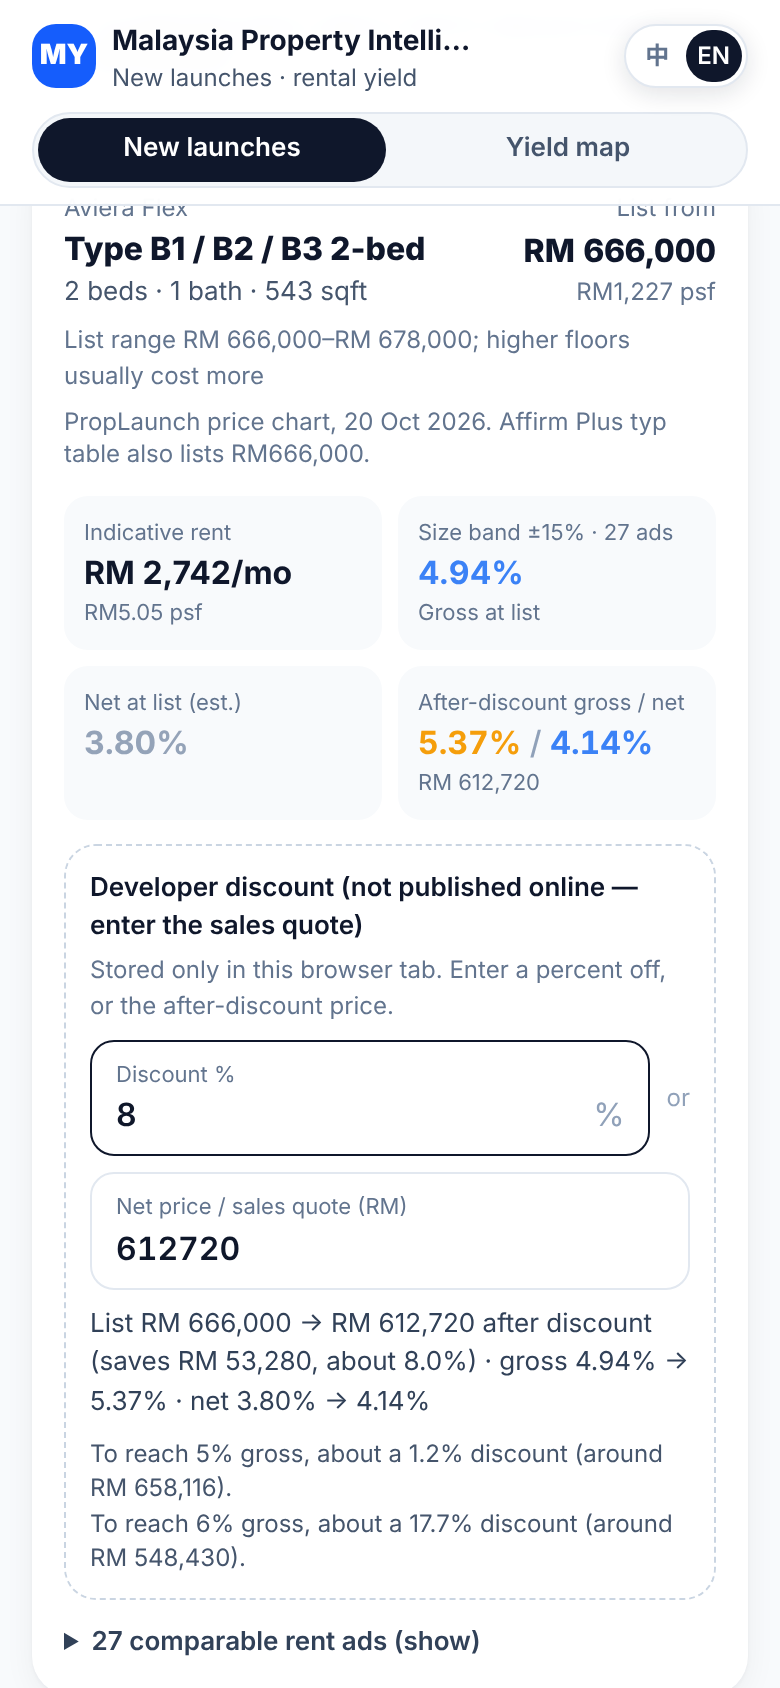 MY
Malaysia Property Intelli...
New launches · rental yield
中 EN
New launches
Yield map
Aviera Flex
List from
Type B1 / B2 / B3 2-bed
RM 666,000
2 beds · 1 bath · 543 sqft
RM1,227 psf
List range RM 666,000–RM 678,000; higher floors
usually cost more
PropLaunch price chart, 20 Oct 2026. Affirm Plus typ
table also lists RM666,000.
Indicative rent
RM 2,742/mo
RM5.05 psf
Size band ±15% · 27 ads
4.94%
Gross at list
Net at list (est.)
3.80%
After-discount gross / net
5.37% / 4.14%
RM 612,720
Developer discount (not published online —
enter the sales quote)
Stored only in this browser tab. Enter a percent off,
or the after-discount price.
Discount %
8 %
or
Net price / sales quote (RM)
612720
List RM 666,000 → RM 612,720 after discount
(saves RM 53,280, about 8.0%) · gross 4.94% →
5.37% · net 3.80% → 4.14%
To reach 5% gross, about a 1.2% discount (around
RM 658,116).
To reach 6% gross, about a 17.7% discount (around
RM 548,430).
▶ 27 comparable rent ads (show)